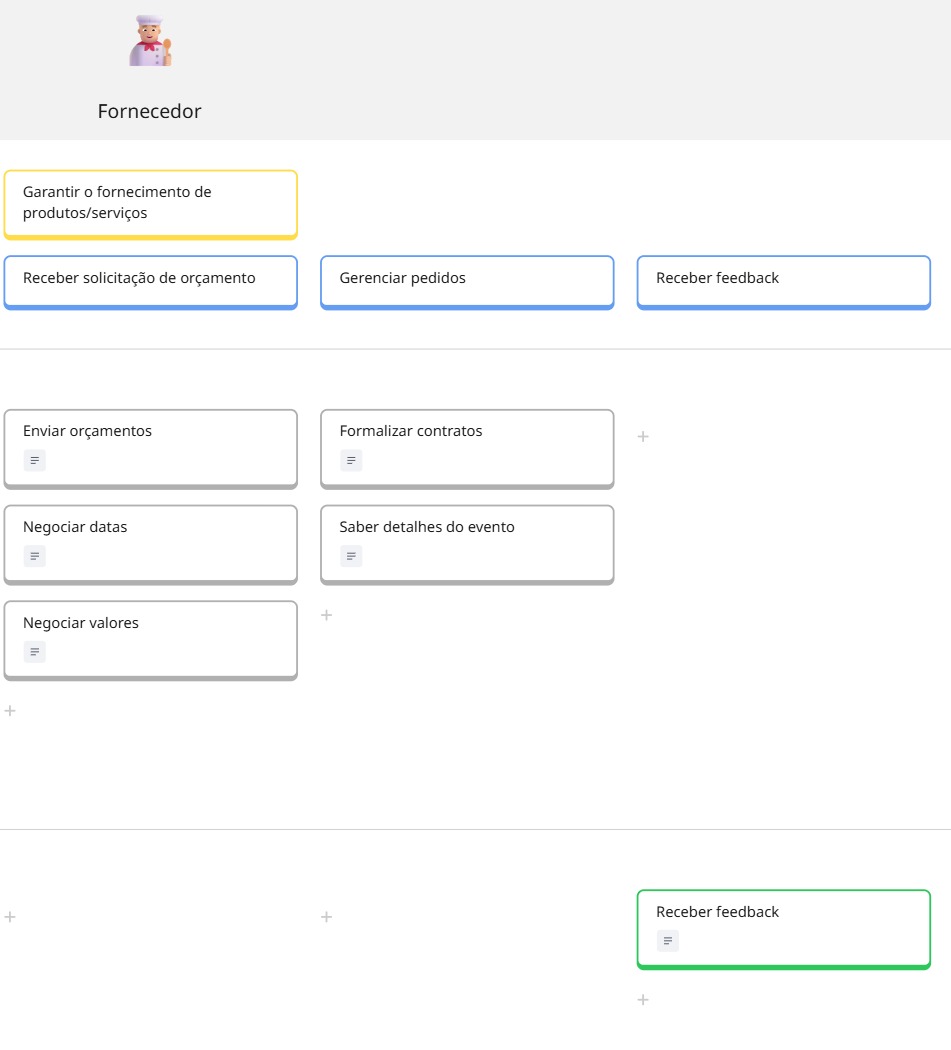 Fornecedor
Garantir o fornecimento de
produtos/serviços
Receber solicitação de orçamento
Gerenciar pedidos
Receber feedback
Enviar orçamentos
Formalizar contratos
Negociar datas
Saber detalhes do evento
Negociar valores
Receber feedback